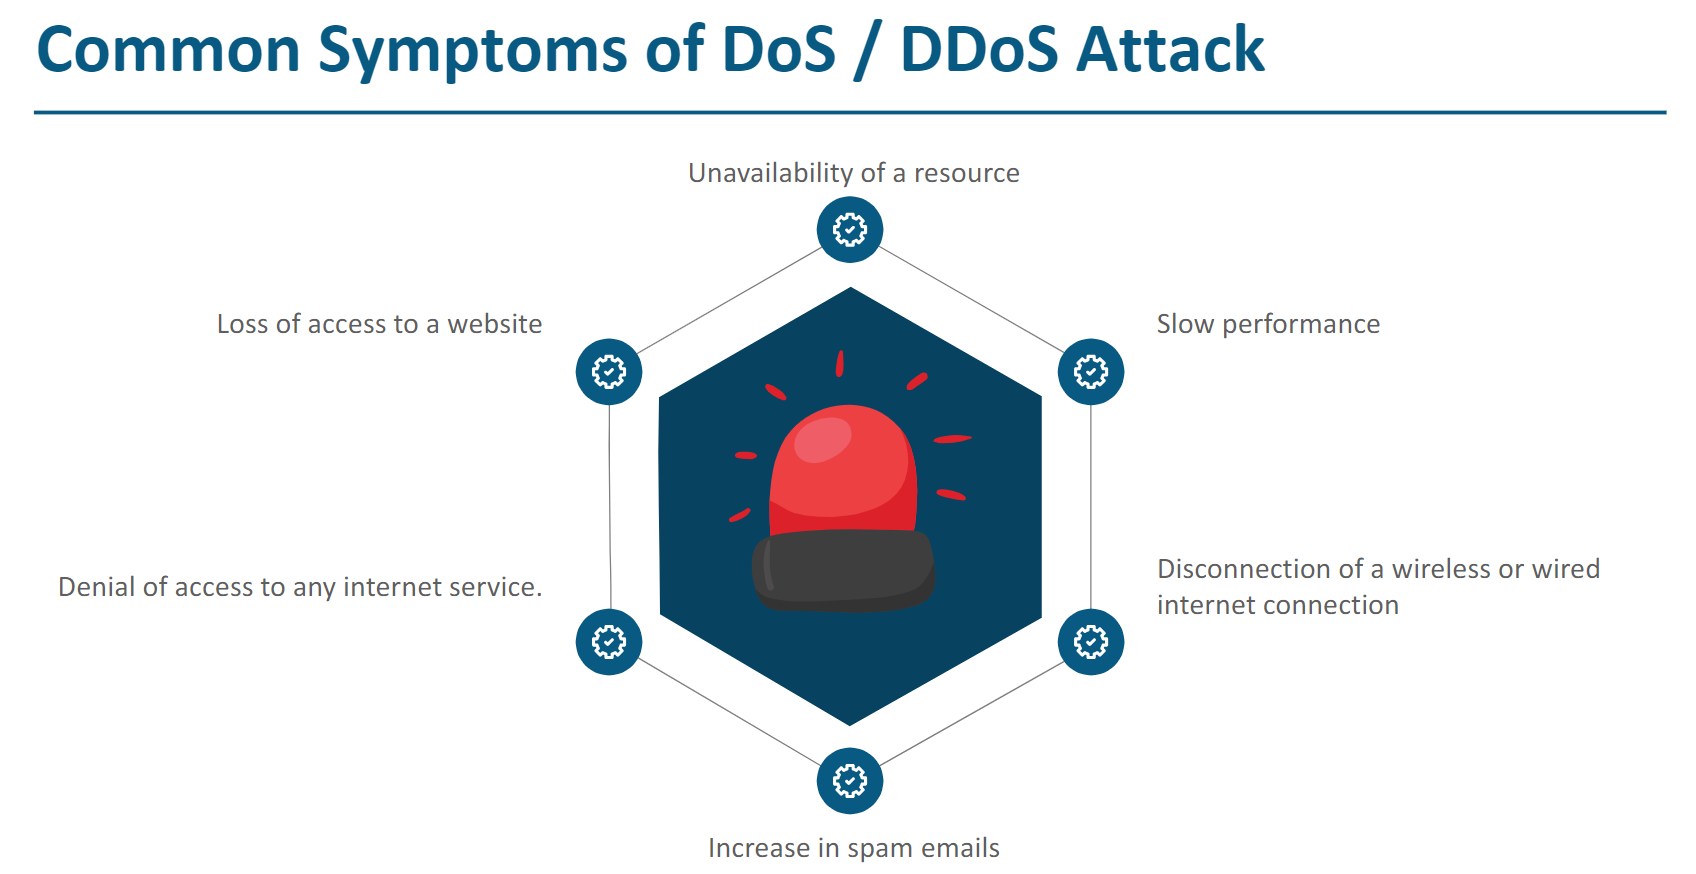 Common Symptoms of DoS / DDoS Attack
Unavailability of a resource
Loss of access to a website
Slow performance
Denial of access to any internet service.
Disconnection of a wireless or wired
internet connection
Increase in spam emails